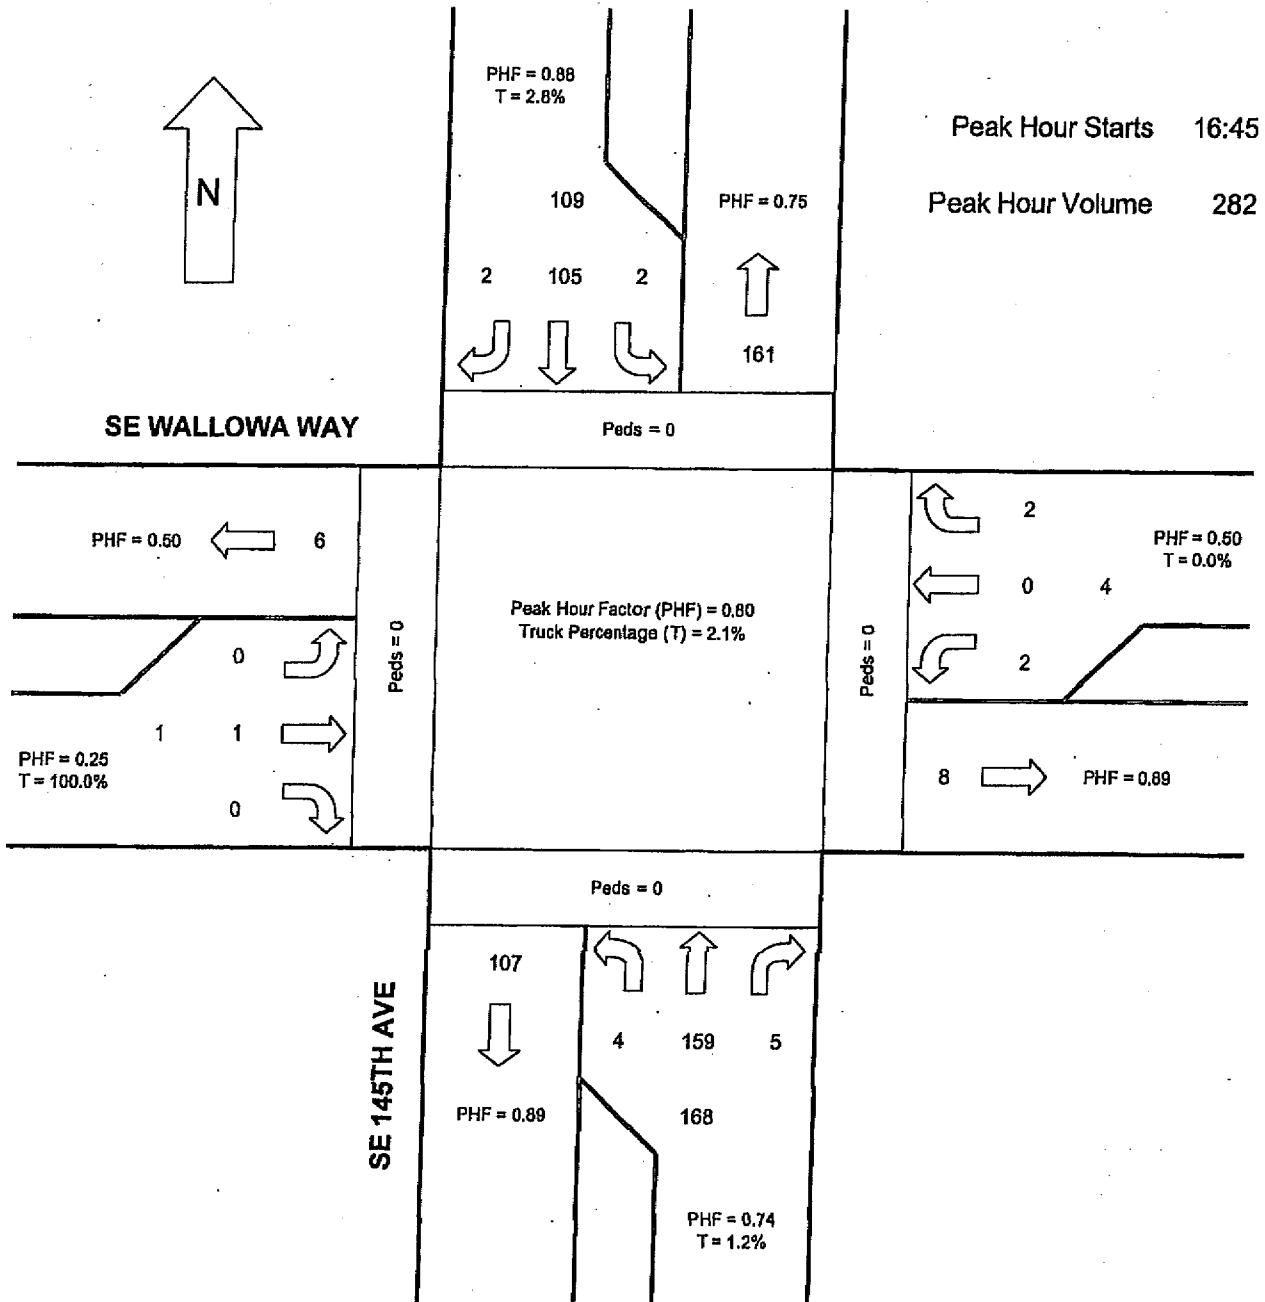 PHF = 0.88
T = 2.8%
Peak Hour Starts 16:45
N
109
PHF = 0.75
Peak Hour Volume 282
2 105 2
161
SE WALLOWA WAY
Peds = 0
2
PHF = 0.50
6
PHF = 0.50
T = 0.0%
0 4
Peak Hour Factor (PHF) = 0.80
Truck Percentage (T) = 2.1%
Peds = 0
Peds = 0
0
2
1 1
PHF = 0.25
T = 100.0%
0
8
PHF = 0.69
Peds = 0
107
SE 145TH AVE
4 159 5
PHF = 0.89
168
PHF = 0.74
T = 1.2%